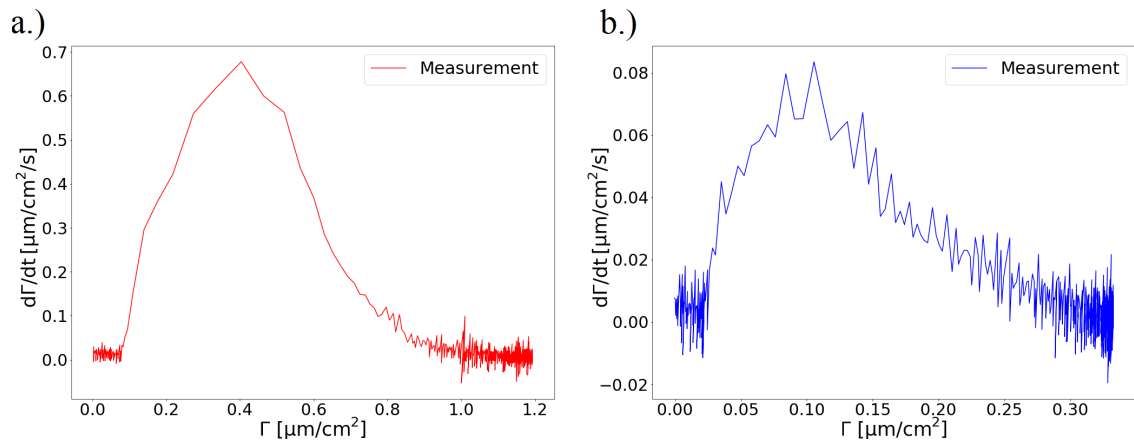 a.)
Measurement
dΓ/dt [μm/cm²/s]
0.7
0.6
0.5
0.4
0.3
0.2
0.1
0.0
0.0 0.2 0.4 0.6 0.8 1.0 1.2
Γ [μm/cm²]
b.)
Measurement
dΓ/dt [μm/cm²/s]
0.08
0.06
0.04
0.02
0.00
−0.02
0.00 0.05 0.10 0.15 0.20 0.25 0.30
Γ [μm/cm²]